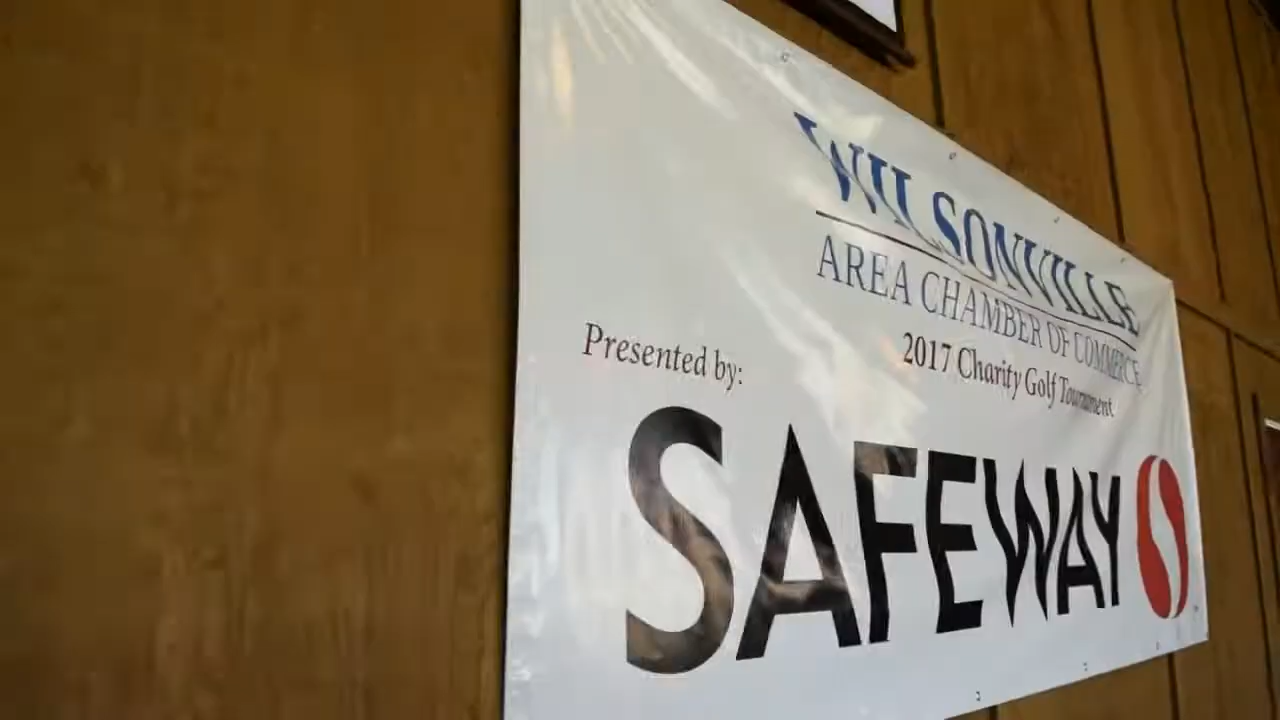 WILSONVILLE
AREA CHAMBER OF COMMERCE
2017 Charity Golf Tournament
Presented by:
SAFEWAY